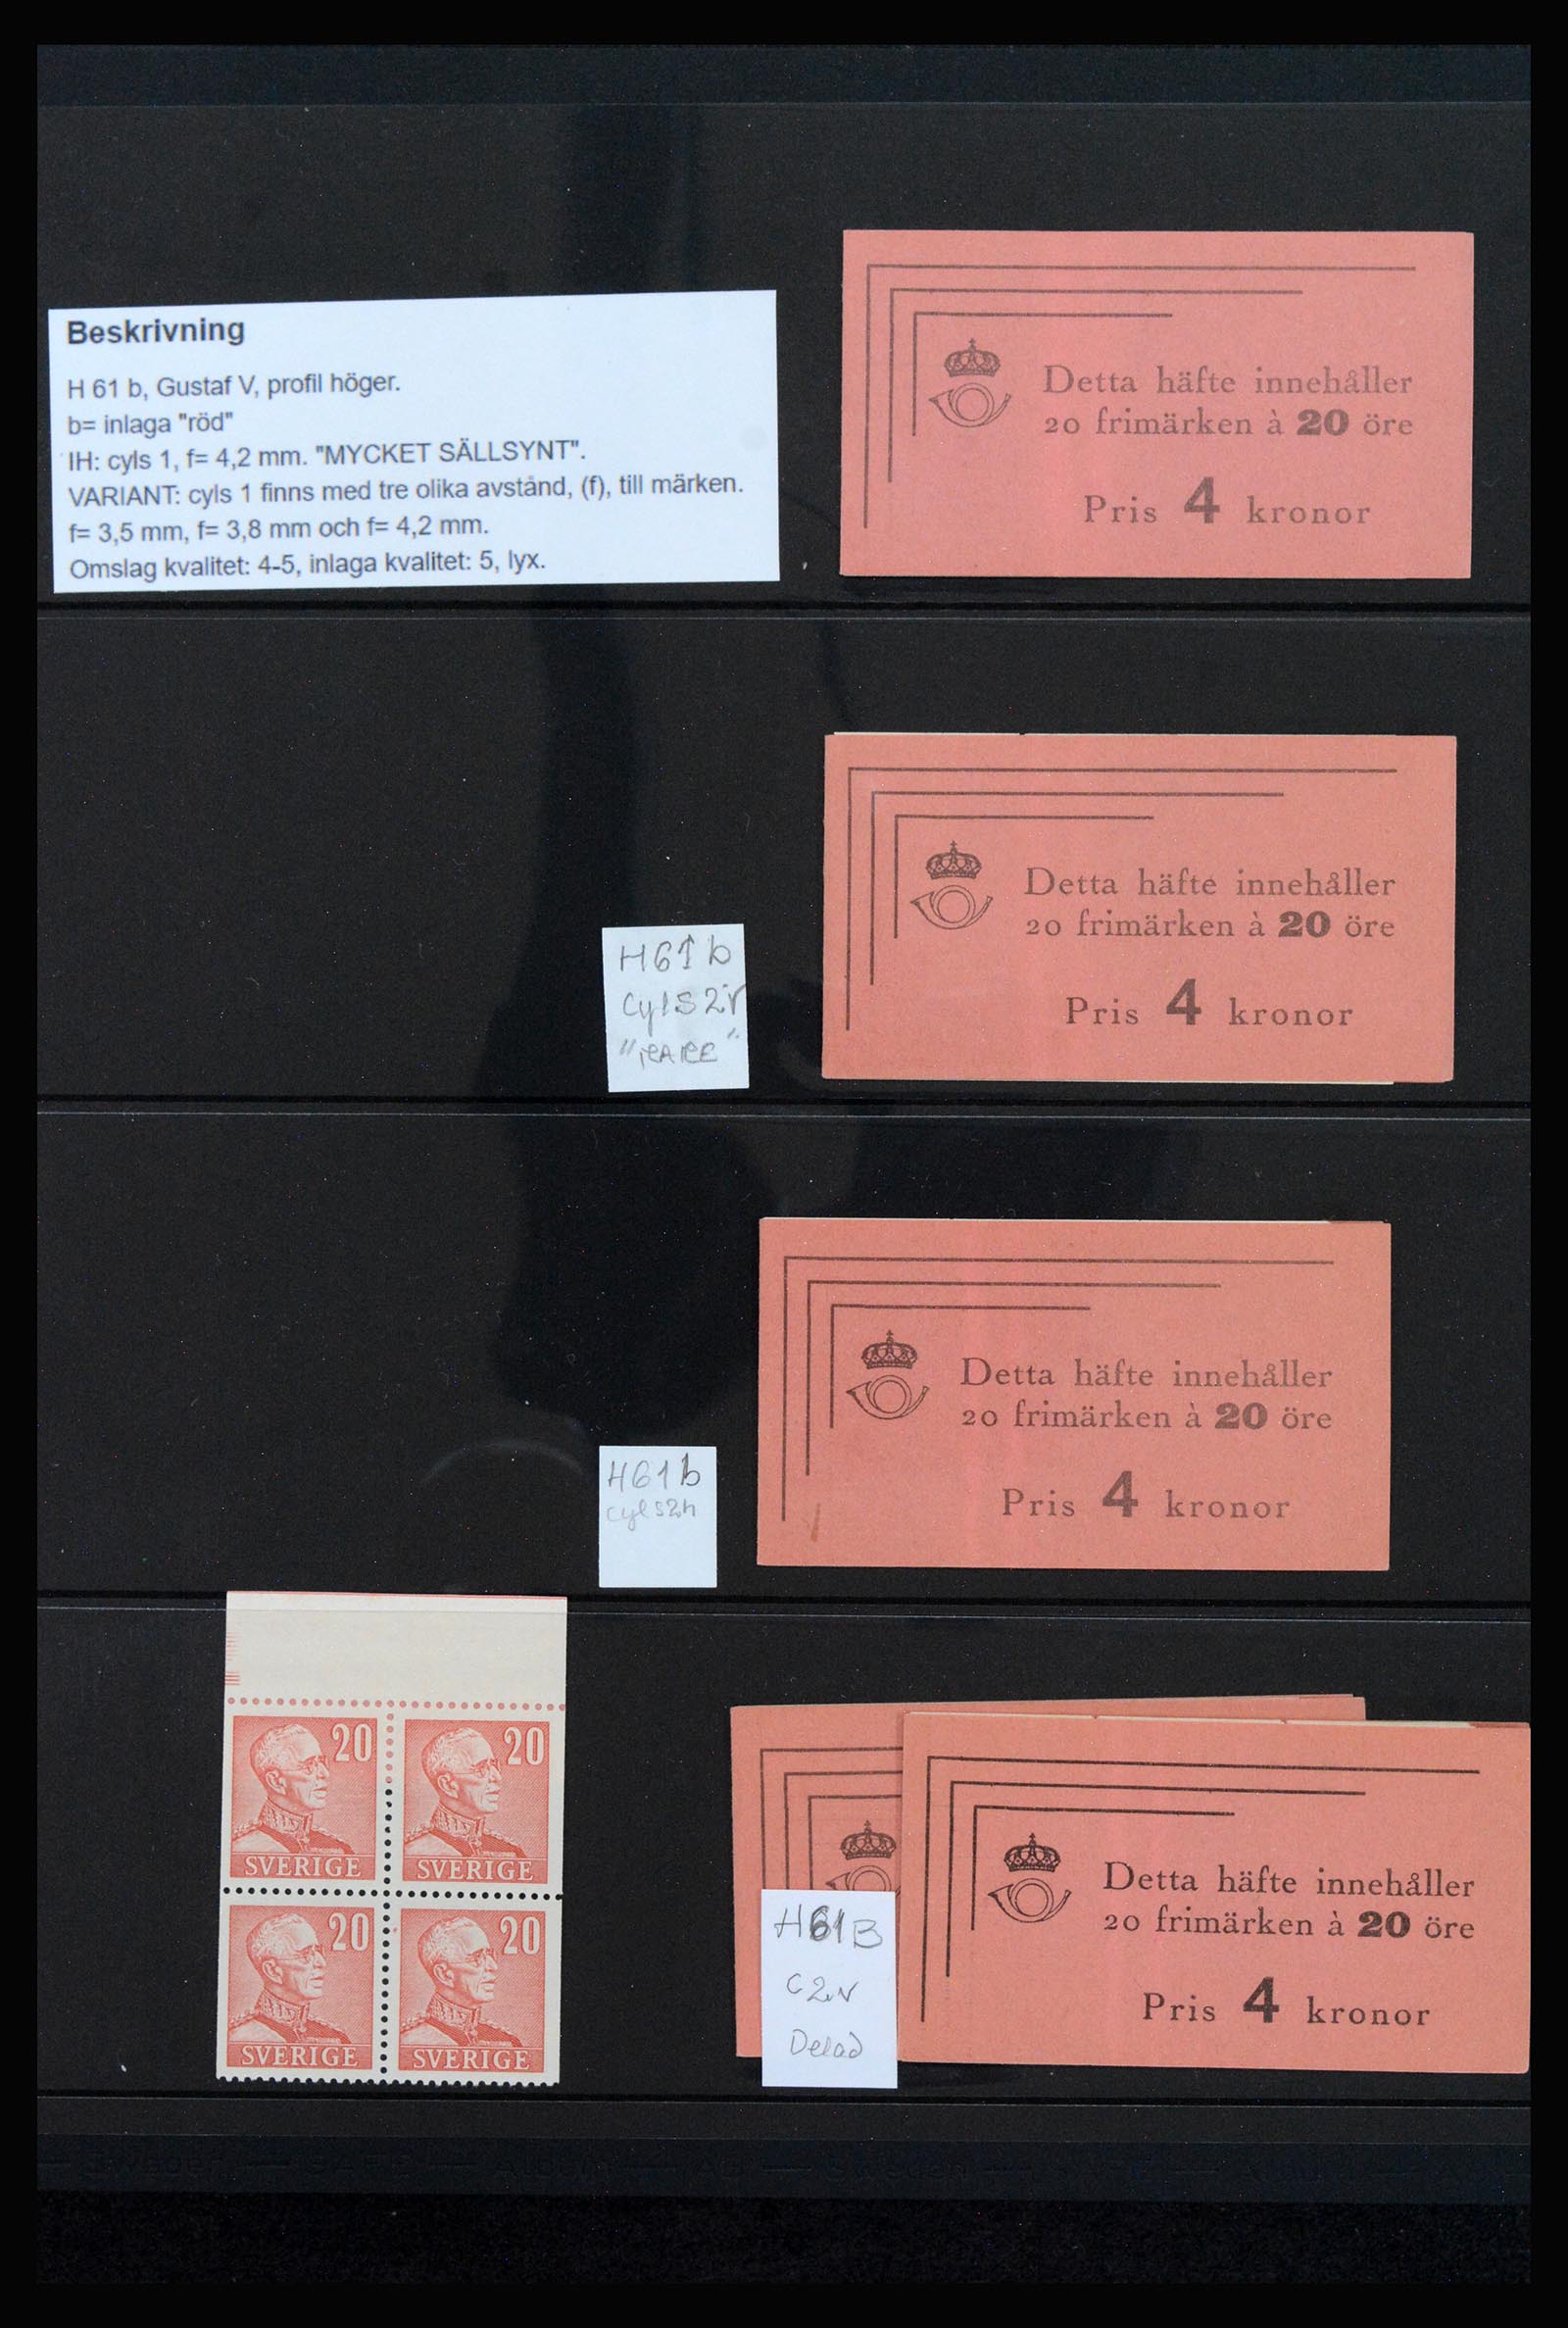 Beskrivning
H 61 b, Gustaf V, profil höger.
b= inlaga "röd"
IH: cyls 1, f= 4,2 mm. "MYCKET SÄLLSYNT".
VARIANT: cyls 1 finns med tre olika avstånd, (f), till märken.
f= 3,5 mm, f= 3,8 mm och f= 4,2 mm.
Omslag kvalitet: 4-5, inlaga kvalitet: 5, lyx.
Detta häfte innehåller
20 frimärken à 20 öre
Pris 4 kronor
H61b
cyls2v
"RARE"
Detta häfte innehåller
20 frimärken à 20 öre
Pris 4 kronor
H61b
cyls2h
Detta häfte innehåller
20 frimärken à 20 öre
Pris 4 kronor
20 20
SVERIGE SVERIGE
20 20
SVERIGE SVERIGE
H61B
C2v
Delad
Detta häfte innehåller
20 frimärken à 20 öre
Pris 4 kronor